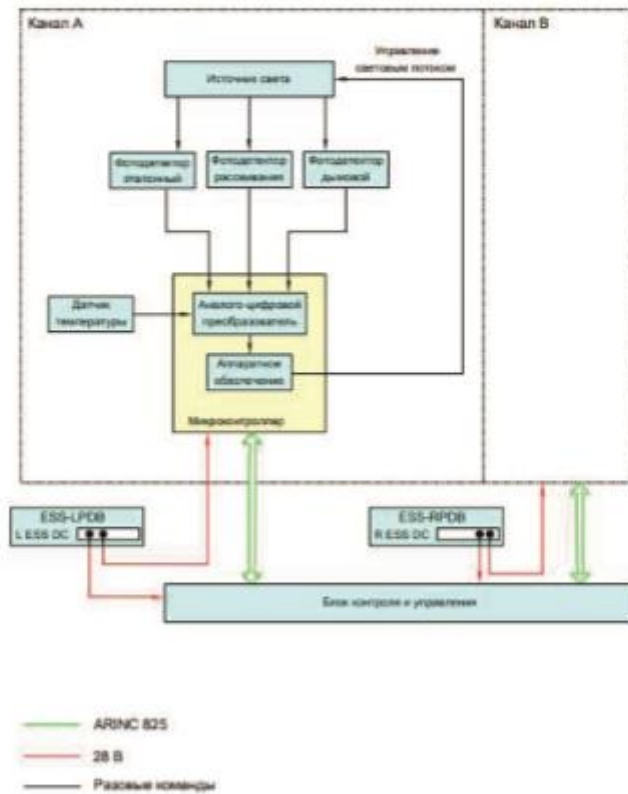 Канал А
Канал В
Управление
световым потоком
Источник света
Фотодетектор
эталонный
Фотодетектор
рассеивания
Фотодетектор
дымовой
Датчик
температуры
Аналого-цифровой
преобразователь
Аппаратное
обеспечение
Микроконтроллер
ESS-LPDB
L ESS DC
ESS-RPDB
R ESS DC
Блок контроля и управления
ARINC 825
28 В
Разовые команды